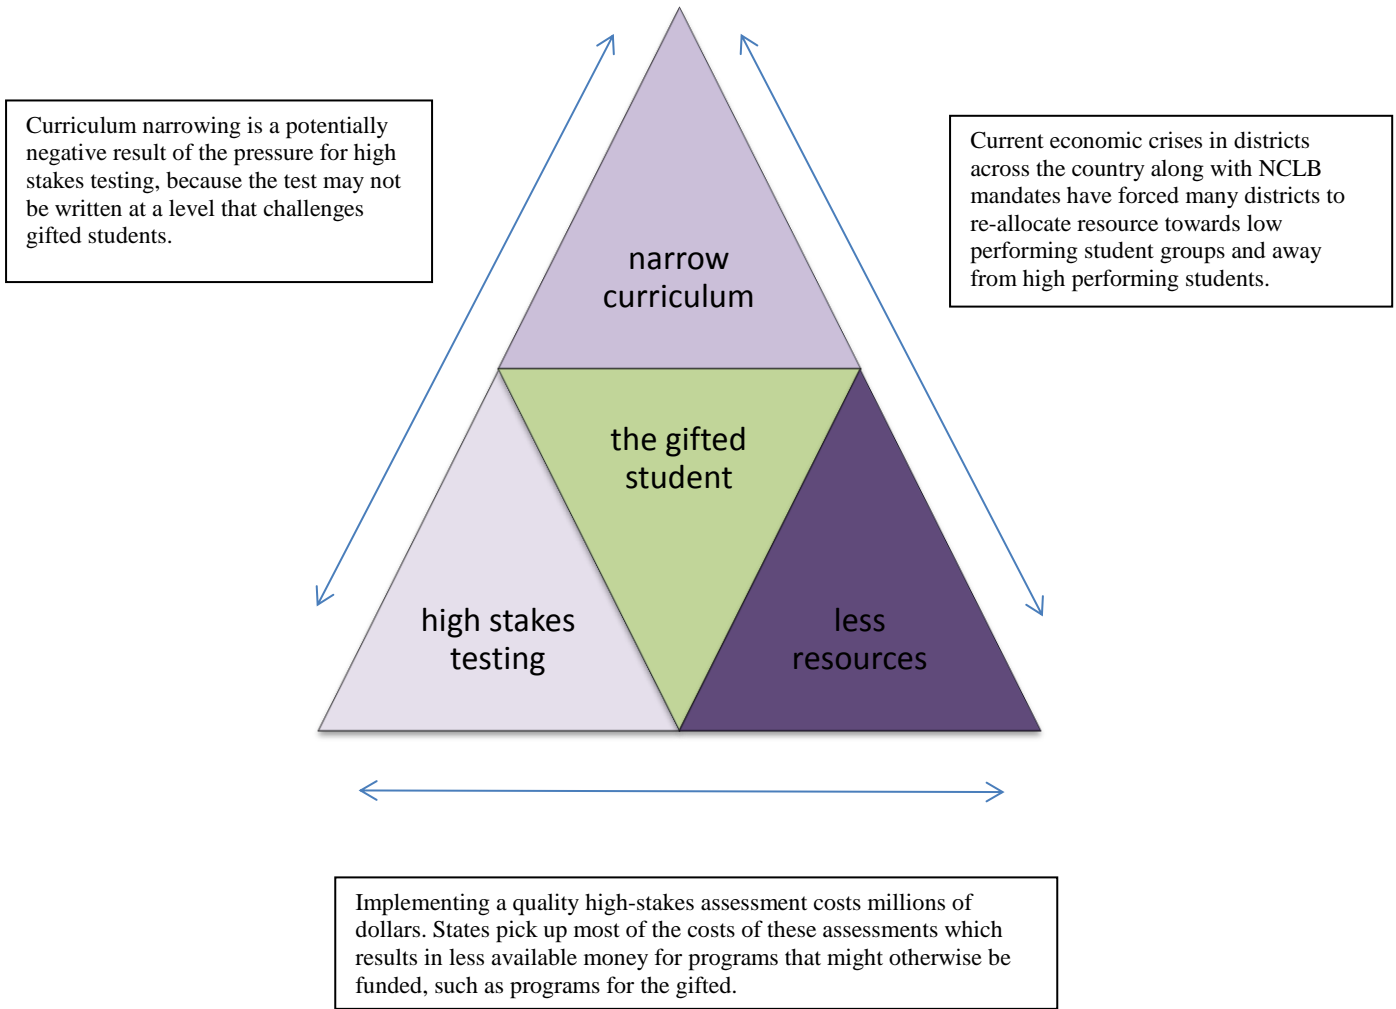 Curriculum narrowing is a potentially
negative result of the pressure for high
stakes testing, because the test may not
be written at a level that challenges
gifted students.
Current economic crises in districts
across the country along with NCLB
mandates have forced many districts to
re-allocate resource towards low
performing student groups and away
from high performing students.
narrow
curriculum
the gifted
student
high stakes
testing
less
resources
Implementing a quality high-stakes assessment costs millions of
dollars. States pick up most of the costs of these assessments which
results in less available money for programs that might otherwise be
funded, such as programs for the gifted.